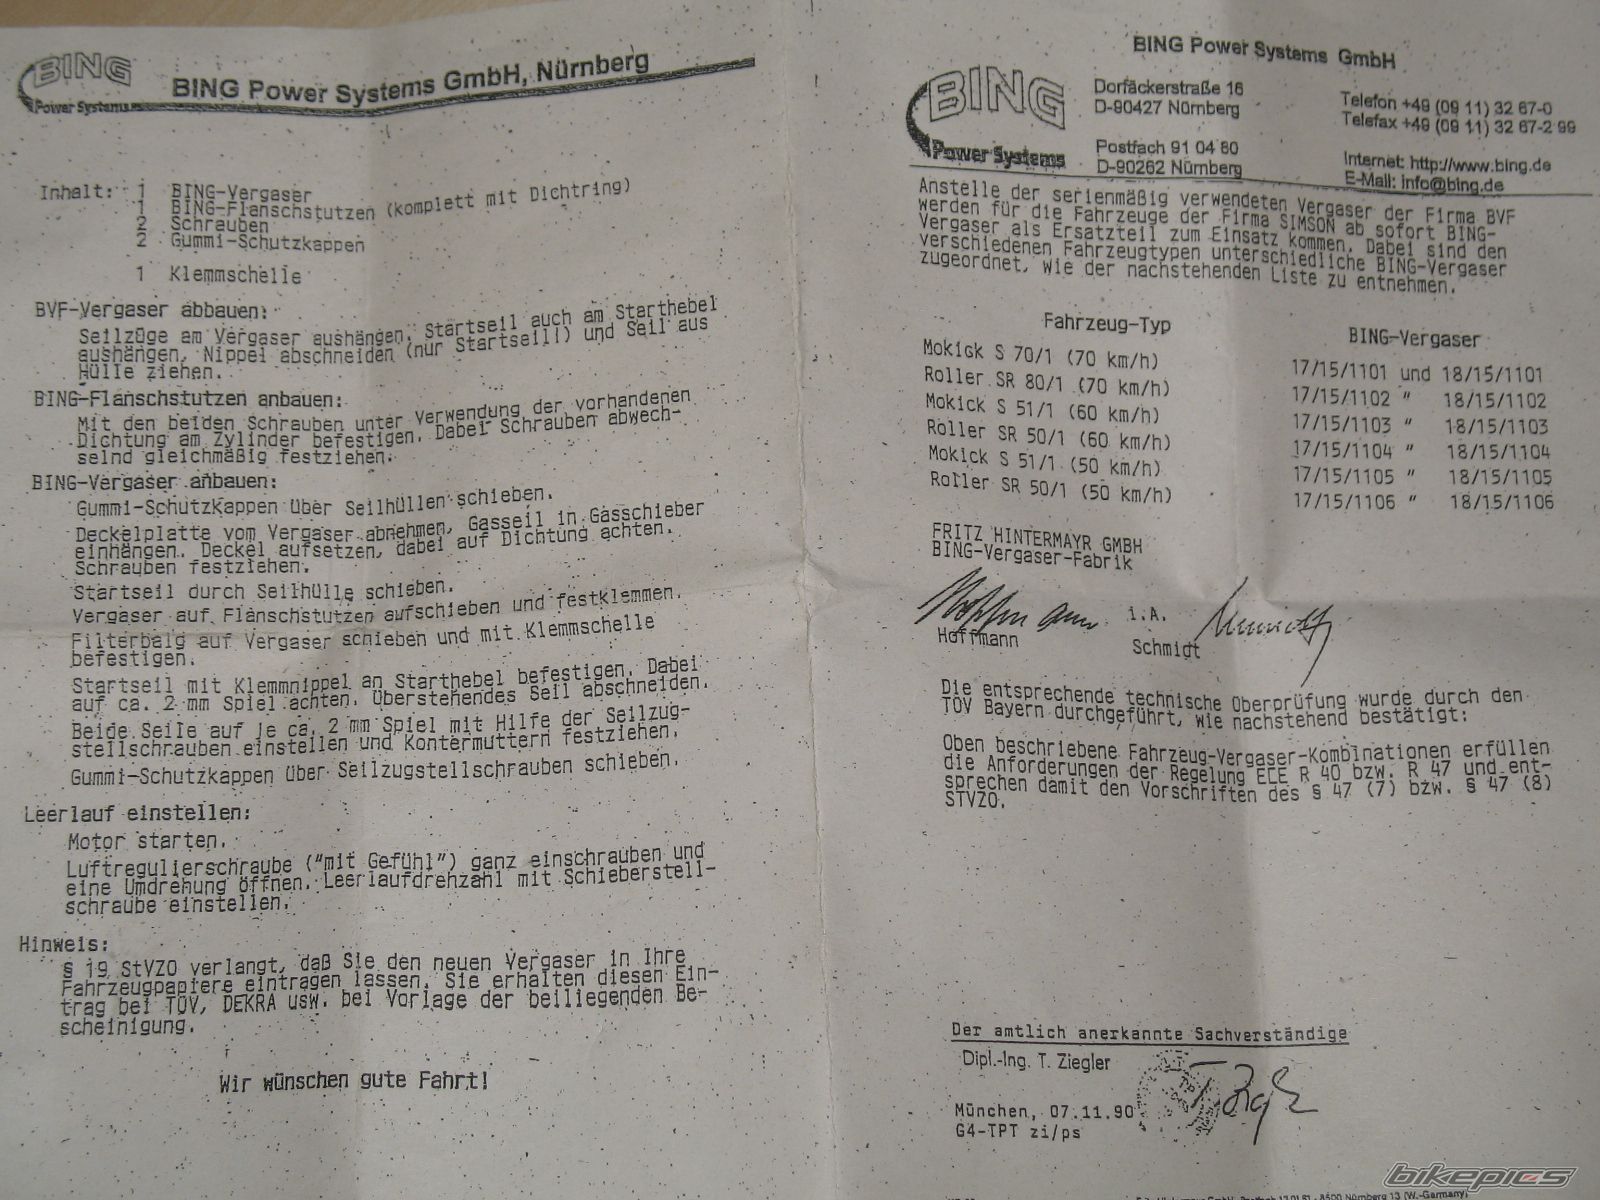 BING
Power Systems
BING Power Systems GmbH, Nürnberg
Inhalt: 1 BING-Vergaser
1 BING-Flanschstutzen (komplett mit Dichtring)
2 Schrauben
2 Gummi-Schutzkappen
1 Klemmschelle
BVF-Vergaser abbauen:
Seilzüge am Vergaser aushängen, Startseil auch am Starthebel
aushängen, Nippel abschneiden (nur Startseil!) und Seil aus
Hülle ziehen.
BING-Flanschstutzen anbauen:
Mit den beiden Schrauben unter Verwendung der vorhandenen
Dichtung am Zylinder befestigen. Dabei Schrauben abwech-
selnd gleichmäßig festziehen.
BING-Vergaser anbauen:
Gummi-Schutzkappen über Seilhüllen schieben.
Deckelplatte vom Vergaser abnehmen, Gasseil in Gasschieber
einhängen. Deckel aufsetzen, dabei auf Dichtung achten.
Schrauben festziehen.
Startseil durch Seilhülle schieben.
Vergaser auf Flanschstutzen aufschieben und festklemmen.
Filterbalg auf Vergaser schieben und mit Klemmschelle
befestigen.
Startseil mit Klemmnippel an Starthebel befestigen. Dabei
auf ca. 2 mm Spiel achten. Überstehendes Seil abschneiden.
Beide Seile auf je ca. 2 mm Spiel mit Hilfe der Seilzug-
stellschrauben einstellen und Kontermuttern festziehen.
Gummi-Schutzkappen über Seilzugstellschrauben schieben.
Leerlauf einstellen:
Motor starten.
Luftregulierschraube ("mit Gefühl") ganz einschrauben und
eine Umdrehung öffnen. Leerlaufdrehzahl mit Schieberstell-
schraube einstellen.
Hinweis:
§ 19 StVZO verlangt, daß Sie den neuen Vergaser in Ihre
Fahrzeugpapiere eintragen lassen. Sie erhalten diesen Ein-
trag bei TÜV, DEKRA usw. bei Vorlage der beiliegenden Be-
scheinigung.
Wir wünschen gute Fahrt!
BING Power Systems GmbH
BING
Power Systems
Dorfäckerstraße 16
D-90427 Nürnberg
Postfach 91 04 80
D-90262 Nürnberg
Telefon +49 (09 11) 32 67-0
Telefax +49 (09 11) 32 67-2 99
Internet: http://www.bing.de
E-Mail: info@bing.de
Anstelle der serienmäßig verwendeten Vergaser der Firma BVF
werden für die Fahrzeuge der Firma SIMSON ab sofort BING-
Vergaser als Ersatzteil zum Einsatz kommen. Dabei sind den
verschiedenen Fahrzeugtypen unterschiedliche BING-Vergaser
zugeordnet, wie der nachstehenden Liste zu entnehmen.
Fahrzeug-Typ BING-Vergaser
Mokick S 70/1 (70 km/h) 17/15/1101 und 18/15/1101
Roller SR 80/1 (70 km/h) 17/15/1102 " 18/15/1102
Mokick S 51/1 (60 km/h) 17/15/1103 " 18/15/1103
Roller SR 50/1 (60 km/h) 17/15/1104 " 18/15/1104
Mokick S 51/1 (50 km/h) 17/15/1105 " 18/15/1105
Roller SR 50/1 (50 km/h) 17/15/1106 " 18/15/1106
FRITZ HINTERMAYR GMBH
BING-Vergaser-Fabrik
i.A.
Hoffmann Schmidt
Die entsprechende technische Überprüfung wurde durch den
TÜV Bayern durchgeführt, wie nachstehend bestätigt:
Oben beschriebene Fahrzeug-Vergaser-Kombinationen erfüllen
die Anforderungen der Regelung ECE R 40 bzw. R 47 und ent-
sprechen damit den Vorschriften des § 47 (7) bzw. § 47 (8)
STVZO.
Der amtlich anerkannte Sachverständige
Dipl.-Ing. T. Ziegler
München, 07.11.90
G4-TPT zi/ps
8500 Nürnberg 13 (W.-Germany)
bikepics